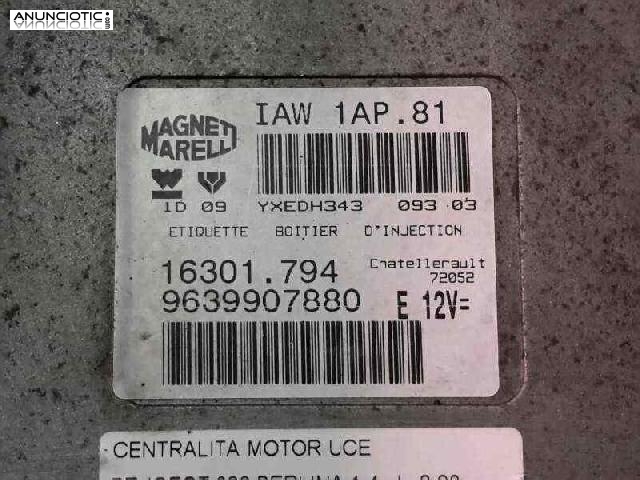 ANUNCIOTIC
IAW 1AP.81
MAGNETI
MARELLI
ID 09 YXEDH343 093 03
ETIQUETTE BOITIER D'INJECTION
16301.794 Chatellerault
72052
9639907880 E 12V=
CENTRALITA MOTOR UCE